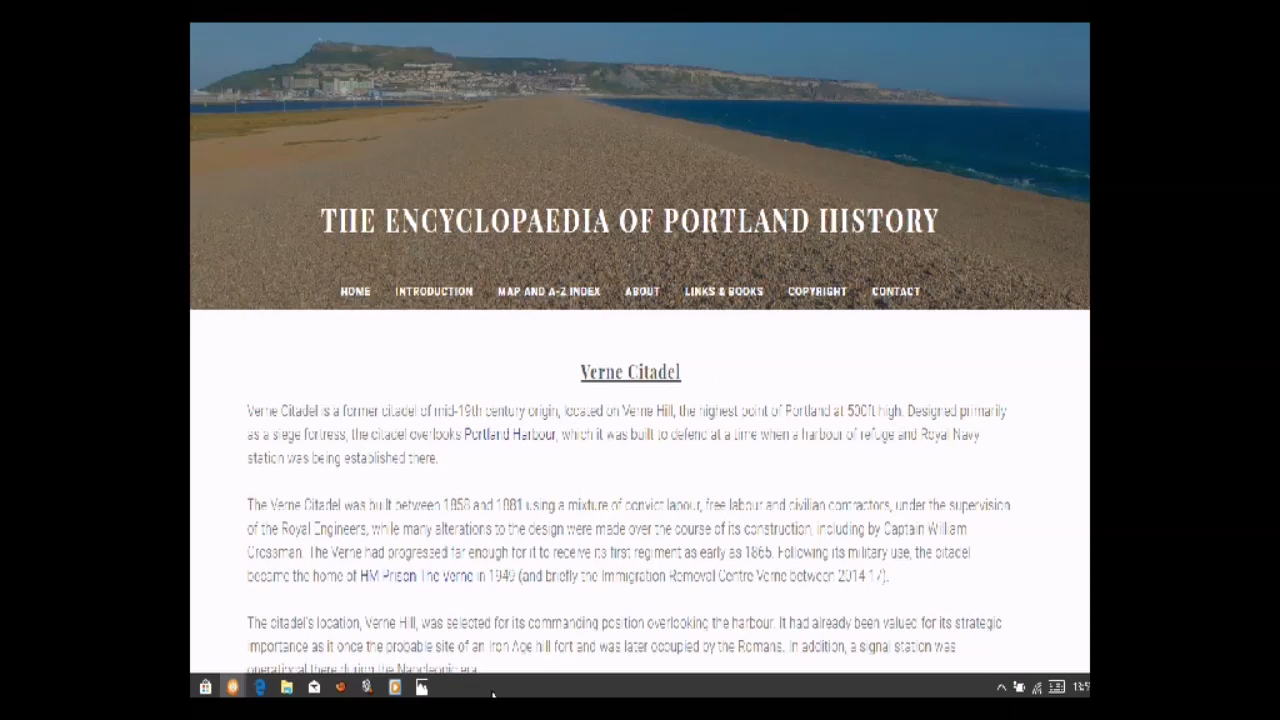 THE ENCYCLOPAEDIA OF PORTLAND HISTORY
HOME INTRODUCTION MAP AND A-Z INDEX ABOUT LINKS & BOOKS COPYRIGHT CONTACT
Verne Citadel
Verne Citadel is a former citadel of mid-19th century origin, located on Verne Hill, the highest point of Portland at 500ft high. Designed primarily
as a siege fortress, the citadel overlooks Portland Harbour, which it was built to defend at a time when a harbour of refuge and Royal Navy
station was being established there.
The Verne Citadel was built between 1858 and 1881 using a mixture of convict labour, free labour and civilian contractors, under the supervision
of the Royal Engineers, while many alterations to the design were made over the course of its construction, including by Captain William
Crossman. The Verne had progressed far enough for it to receive its first regiment as early as 1865. Following its military use, the citadel
became the home of HM Prison The Verne in 1949 (and briefly the Immigration Removal Centre Verne between 2014-17).
The citadel's location, Verne Hill, was selected for its commanding position overlooking the harbour. It had already been valued for its strategic
importance as it once the probable site of an Iron Age hill fort and was later occupied by the Romans. In addition, a signal station was
operational there during the Napoleonic era.